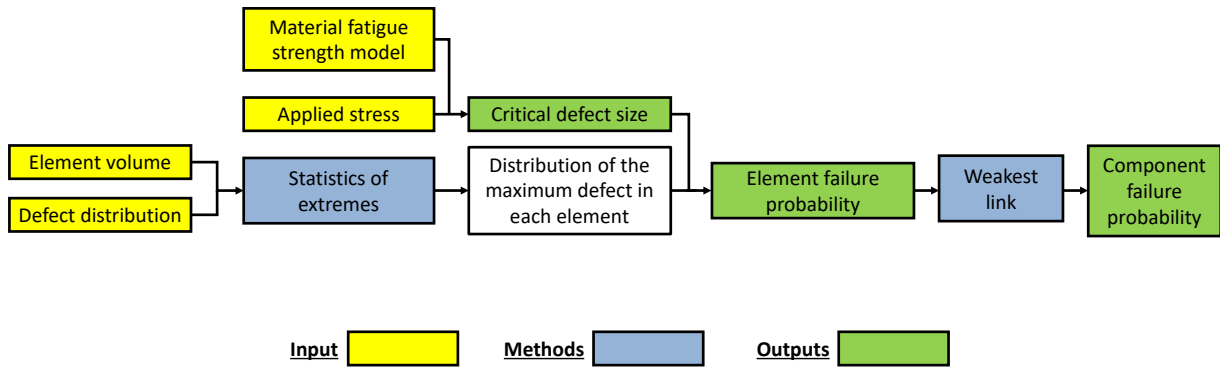 Material fatigue
strength model
Applied stress
Critical defect size
Element volume
Defect distribution
Statistics of
extremes
Distribution of the
maximum defect in
each element
Element failure
probability
Weakest
link
Component
failure
probability
Input
Methods
Outputs